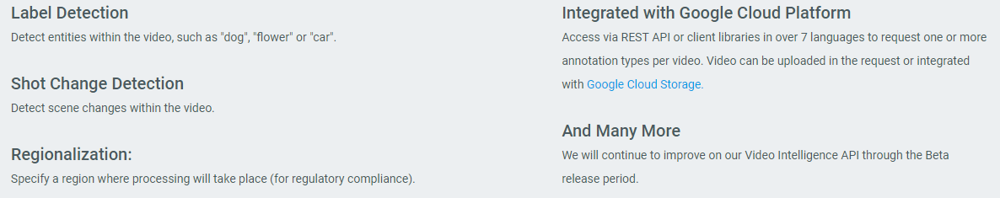 Label Detection
Detect entities within the video, such as "dog", "flower" or "car".
Shot Change Detection
Detect scene changes within the video.
Regionalization:
Specify a region where processing will take place (for regulatory compliance).
Integrated with Google Cloud Platform
Access via REST API or client libraries in over 7 languages to request one or more
annotation types per video. Video can be uploaded in the request or integrated
with Google Cloud Storage.
And Many More
We will continue to improve on our Video Intelligence API through the Beta
release period.